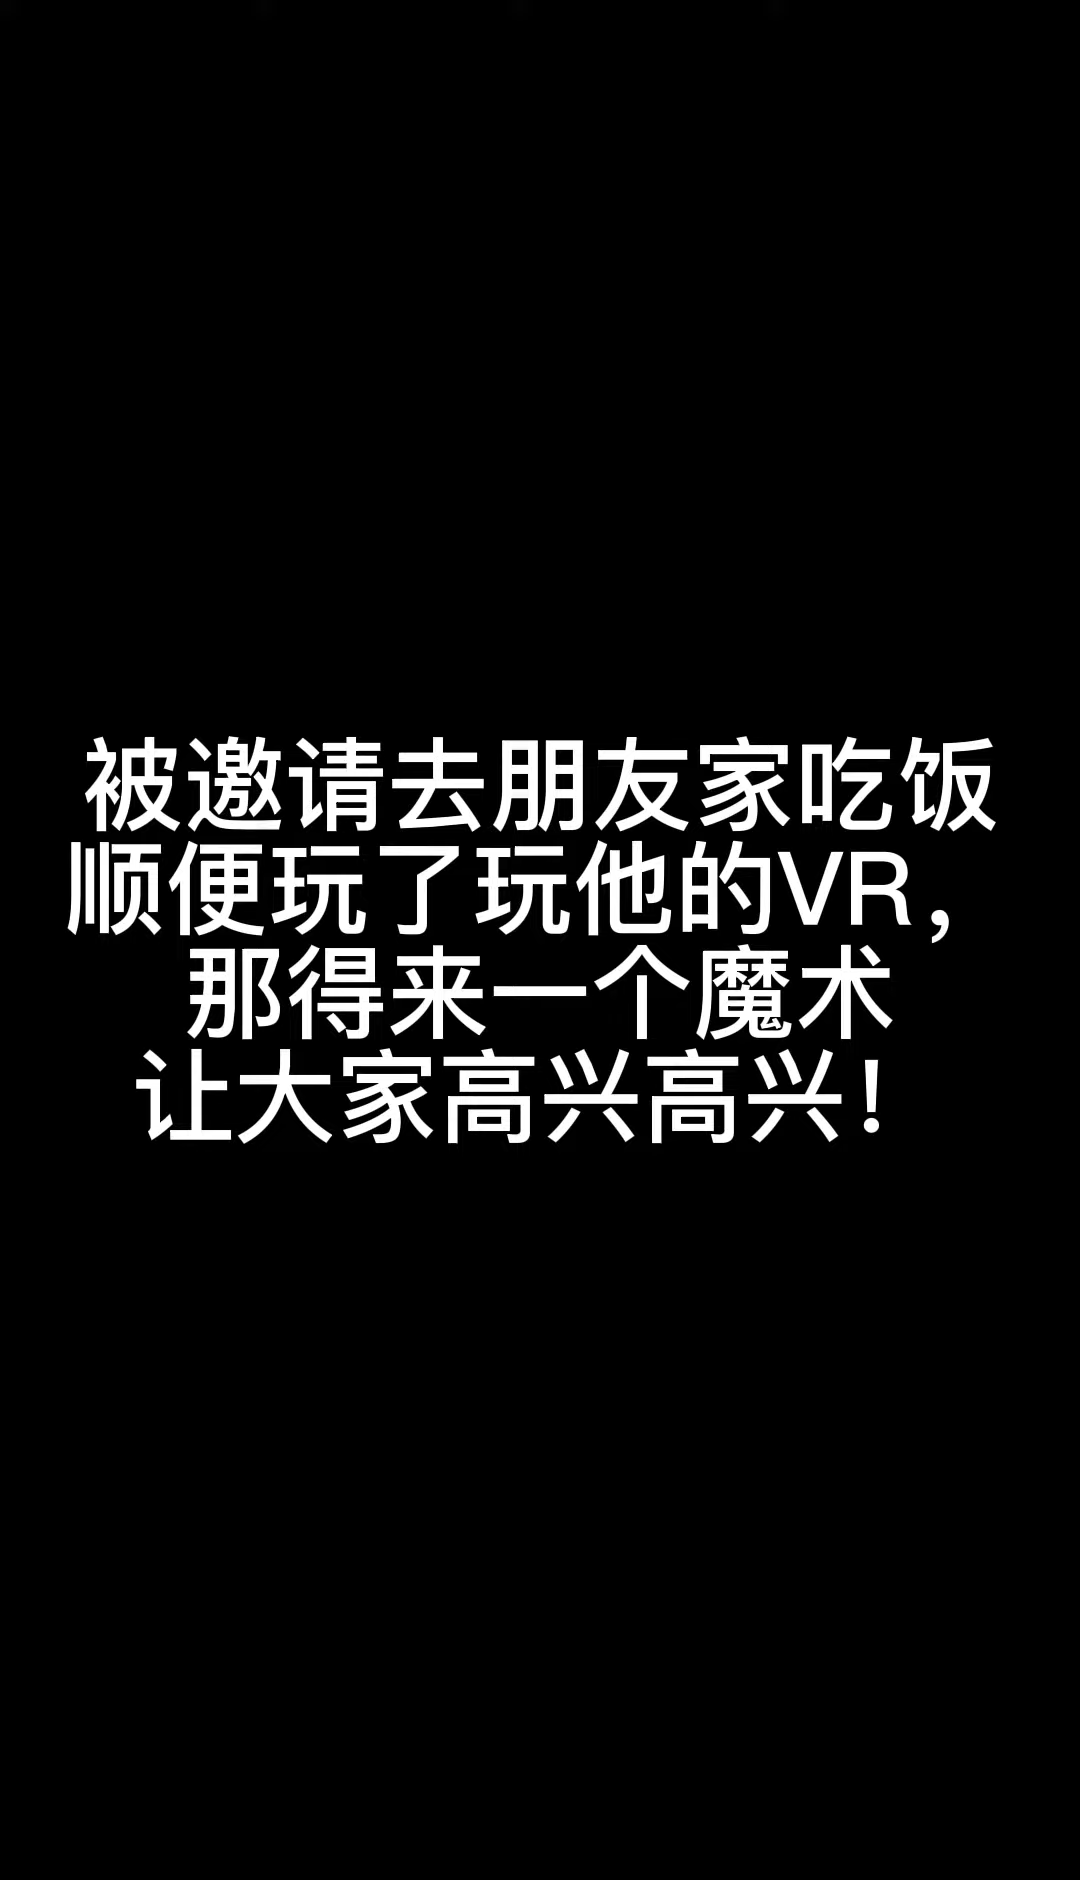 被邀请去朋友家吃饭
顺便玩了玩他的VR，
那得来一个魔术
让大家高兴高兴！